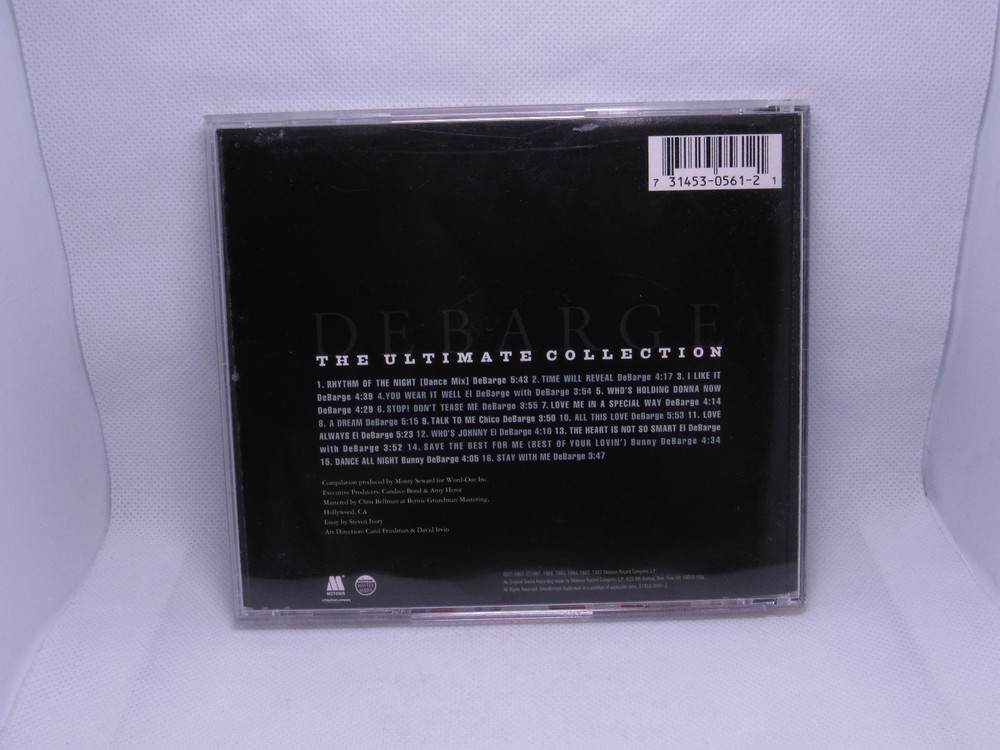 7 31453-0561-2 1
DEBARGE
THE ULTIMATE COLLECTION
1. RHYTHM OF THE NIGHT [Dance Mix] DeBarge 5:43 2. TIME WILL REVEAL DeBarge 4:17 3. I LIKE IT
DeBarge 4:39 4. YOU WEAR IT WELL El DeBarge with DeBarge 3:54 5. WHO'S HOLDING DONNA NOW
DeBarge 4:29 6. STOP! DON'T TEASE ME DeBarge 3:55 7. LOVE ME IN A SPECIAL WAY DeBarge 4:14
8. A DREAM DeBarge 5:15 9. TALK TO ME Chico DeBarge 3:50 10. ALL THIS LOVE DeBarge 5:53 11. LOVE
ALWAYS El DeBarge 5:23 12. WHO'S JOHNNY El DeBarge 4:10 13. THE HEART IS NOT SO SMART El DeBarge
with DeBarge 3:52 14. SAVE THE BEST FOR ME (BEST OF YOUR LOVIN') Bunny DeBarge 4:34
15. DANCE ALL NIGHT Bunny DeBarge 4:05 16. STAY WITH ME DeBarge 3:47
Compilation produced by Monty Seward for Word-Out Inc.
Executive Producers: Candace Bond & Amy Herot
Mastered by Chris Bellman at Bernie Grundman Mastering,
Hollywood, CA
Essay by Steven Ivory
Art Direction: Carol Friedman & David Irvin
MOTOWN